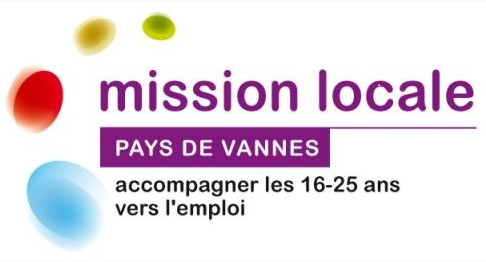 mission locale
PAYS DE VANNES
accompagner les 16-25 ans
vers l'emploi